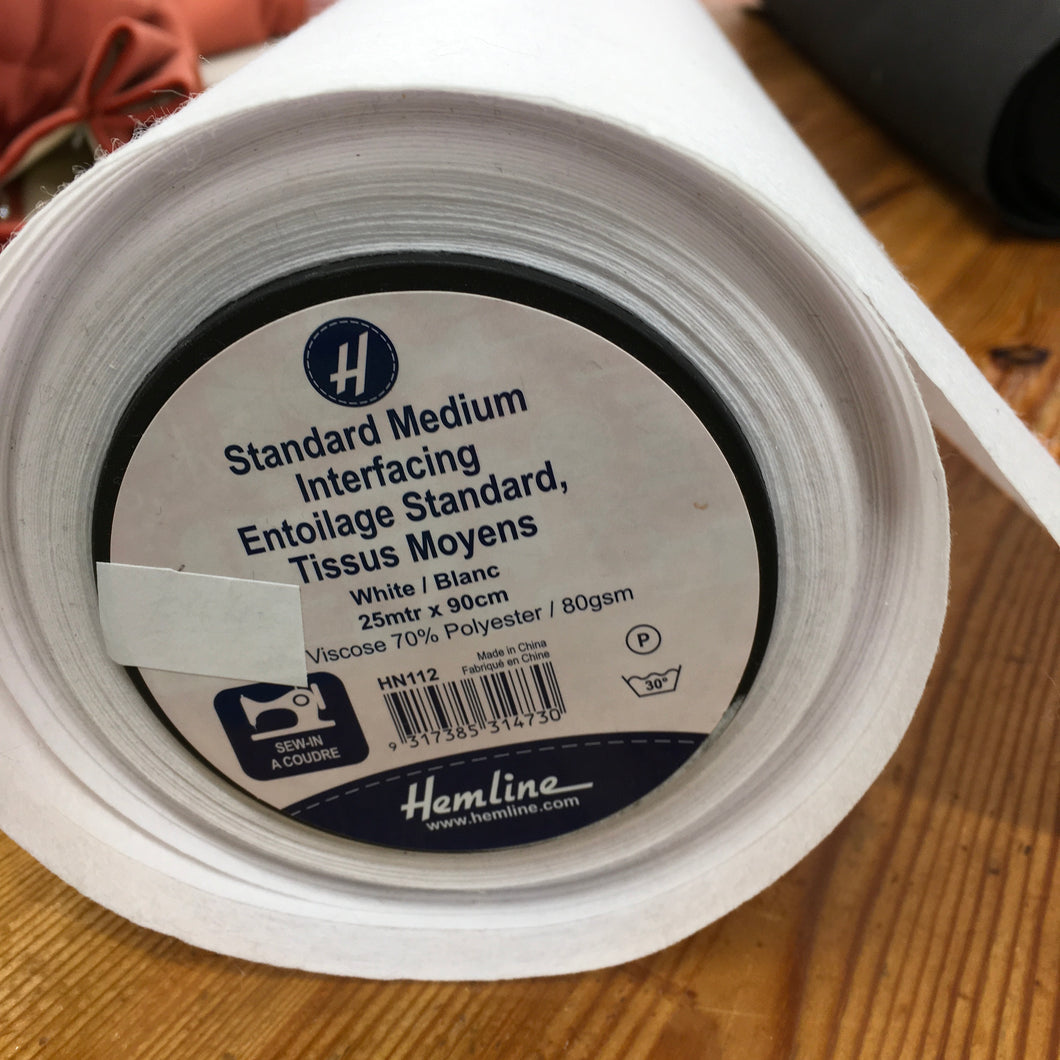 H
Standard Medium
Interfacing
Entoilage Standard,
Tissus Moyens
White / Blanc
25mtr x 90cm
Viscose 70% Polyester / 80gsm
Made in China
Fabriqué en Chine
HN112
P
30°
9 317385 314730
SEW-IN
A COUDRE
Hemline
www.hemline.com